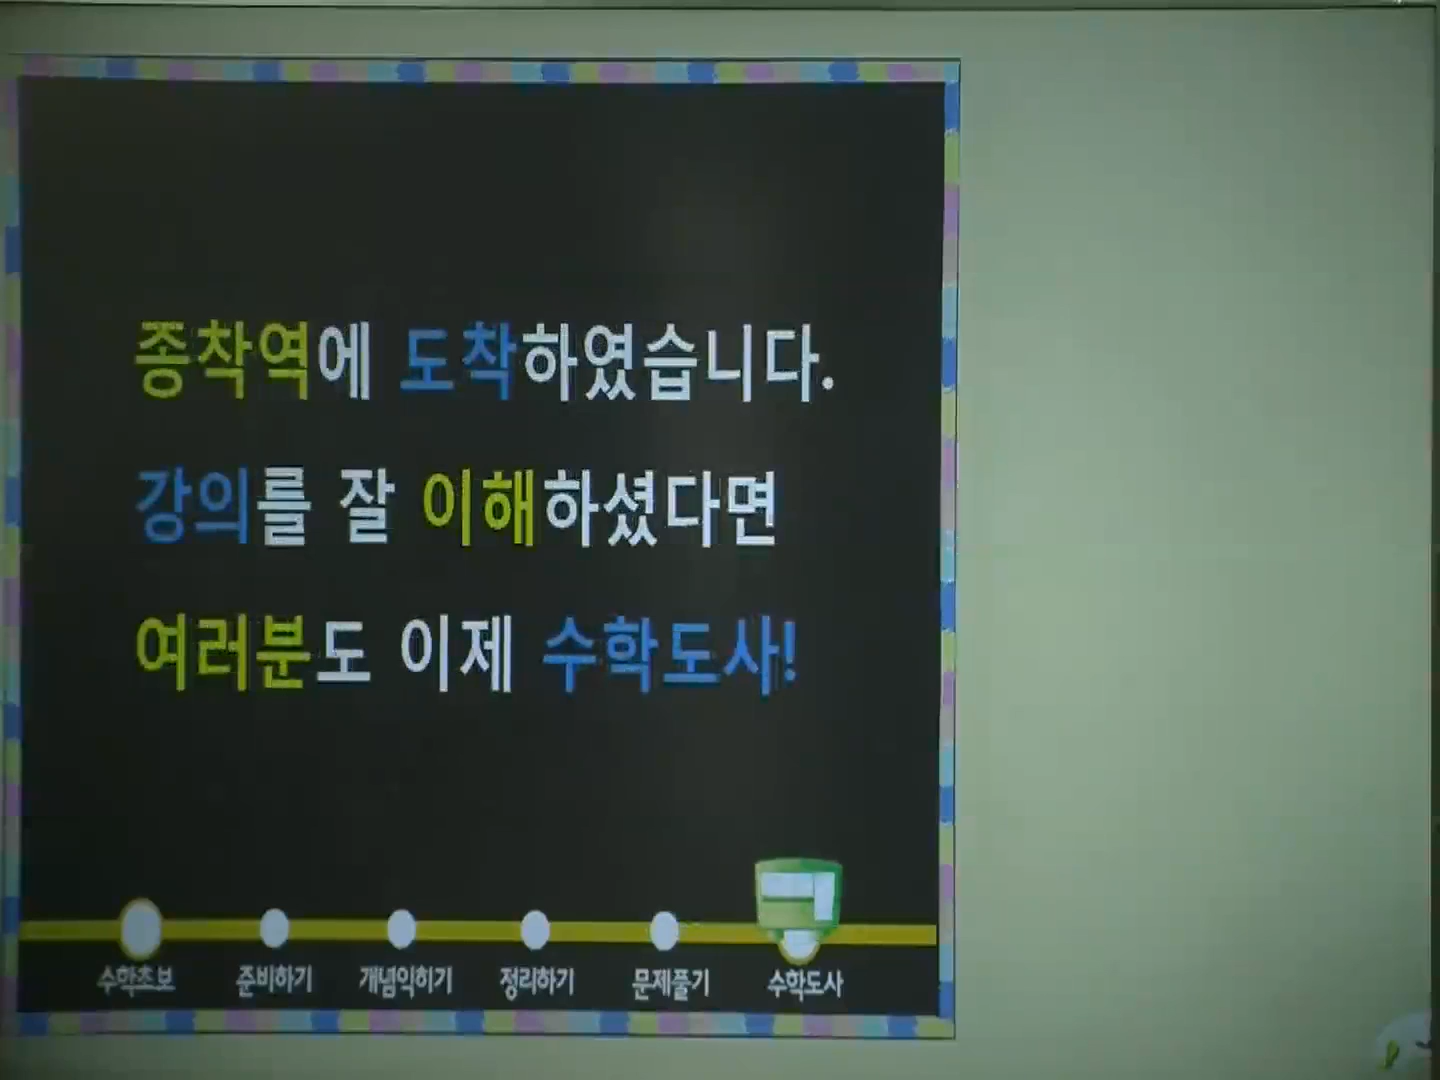 종착역에 도착하였습니다.
강의를 잘 이해하셨다면
여러분도 이제 수학도사!
수학초보 준비하기 개념익히기 정리하기 문제풀기 수학도사